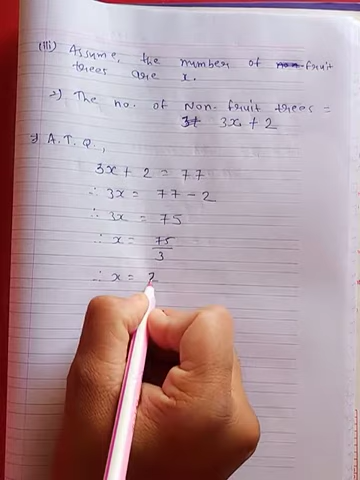 (iii) Assume, the number of fruit
trees are x.
⇒ The no. of Non-fruit trees =
3x + 2
⇒ A.T.Q.,
3x + 2 = 77
∴ 3x = 77 - 2
∴ 3x = 75
∴ x = 75/3
∴ x = 2